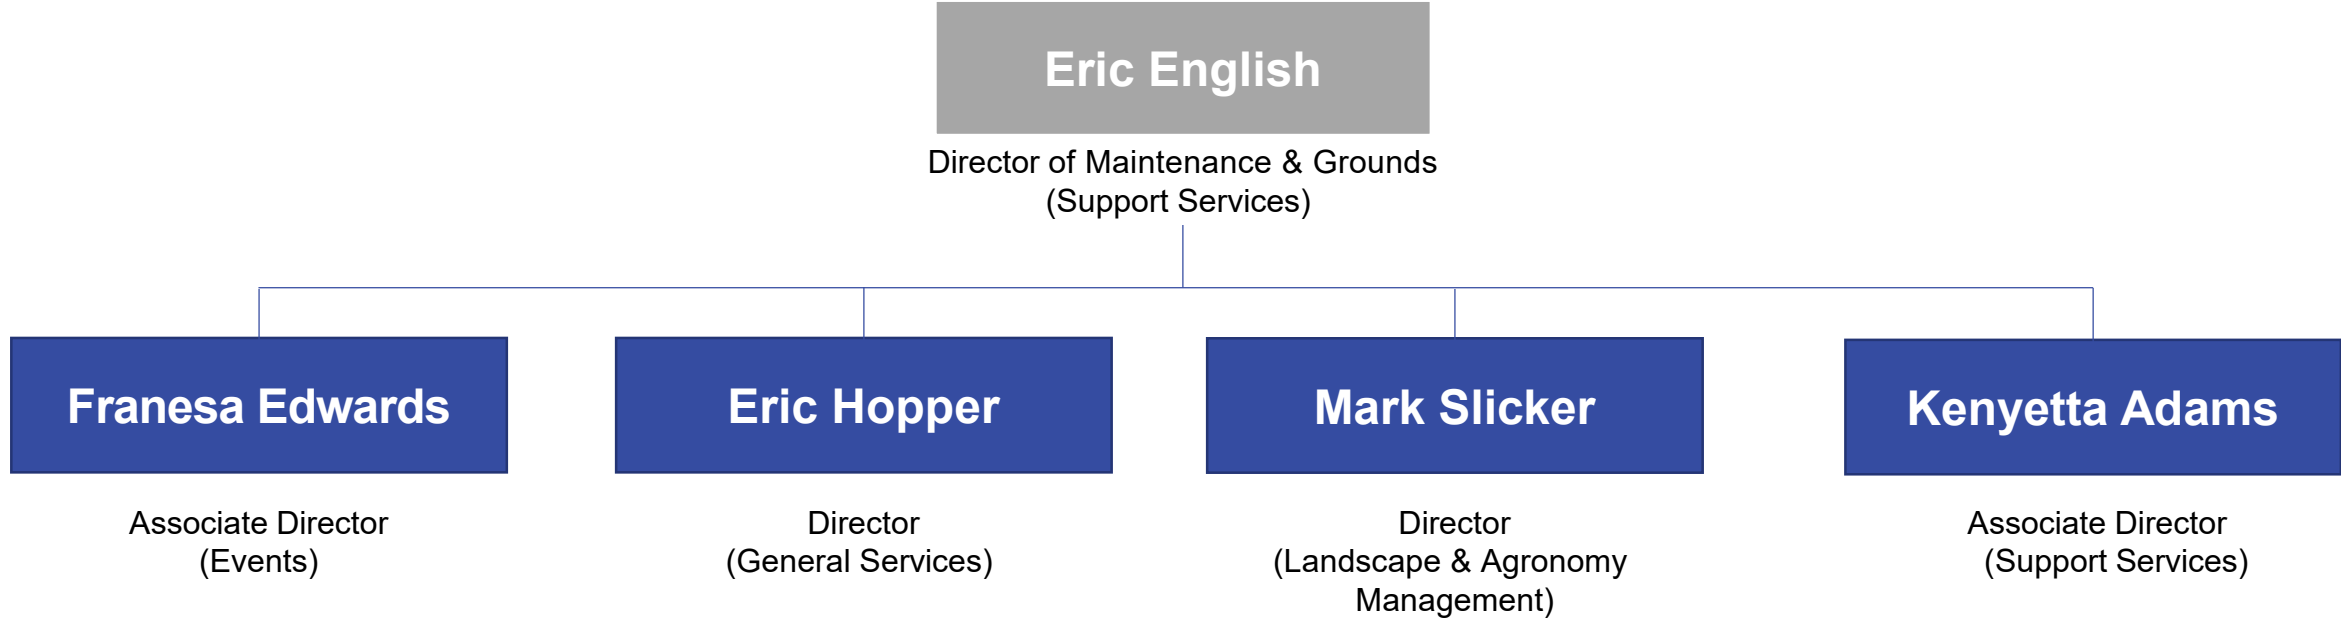 Eric English
Director of Maintenance & Grounds
(Support Services)
Franesa Edwards
Associate Director
(Events)
Eric Hopper
Director
(General Services)
Mark Slicker
Director
(Landscape & Agronomy
Management)
Kenyetta Adams
Associate Director
(Support Services)